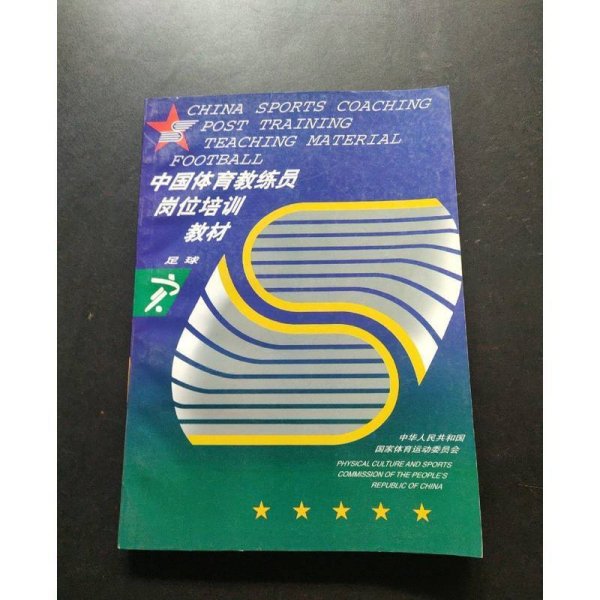 CHINA SPORTS COACHING
POST TRAINING
TEACHING MATERIAL
FOOTBALL
中国体育教练员
岗位培训
教材
足球
中华人民共和国
国家体育运动委员会
PHYSICAL CULTURE AND SPORTS
COMMISSION OF THE PEOPLE'S
REPUBLIC OF CHINA